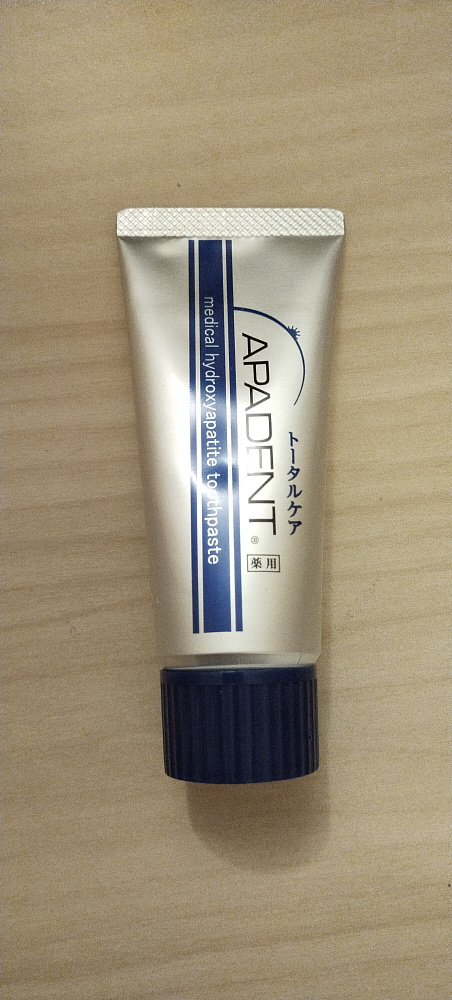 トータルケア
APADENT®
薬用
medical hydroxyapatite toothpaste